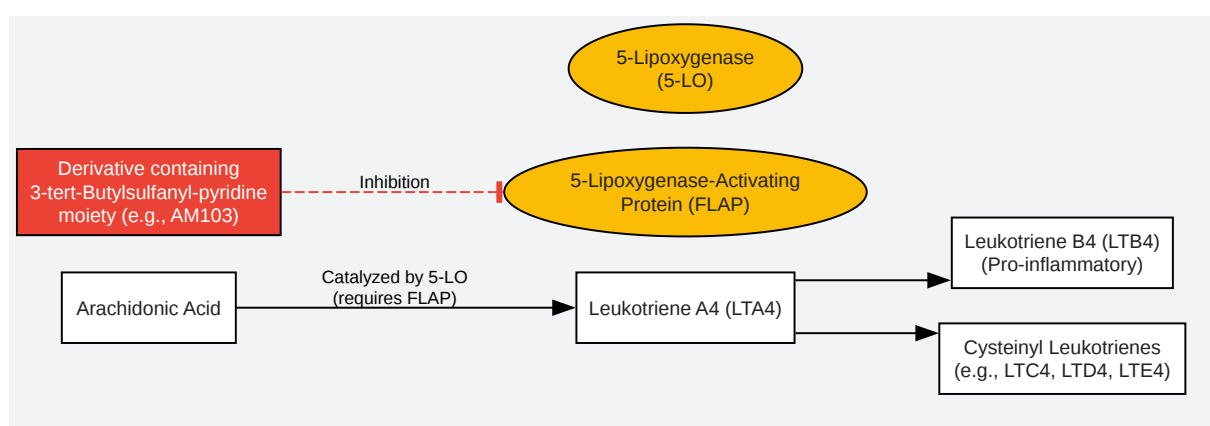 5-Lipoxygenase
(5-LO)
Derivative containing
3-tert-Butylsulfanyl-pyridine
moiety (e.g., AM103)
Inhibition
5-Lipoxygenase-Activating
Protein (FLAP)
Arachidonic Acid
Catalyzed by 5-LO
(requires FLAP)
Leukotriene A4 (LTA4)
Leukotriene B4 (LTB4)
(Pro-inflammatory)
Cysteinyl Leukotrienes
(e.g., LTC4, LTD4, LTE4)